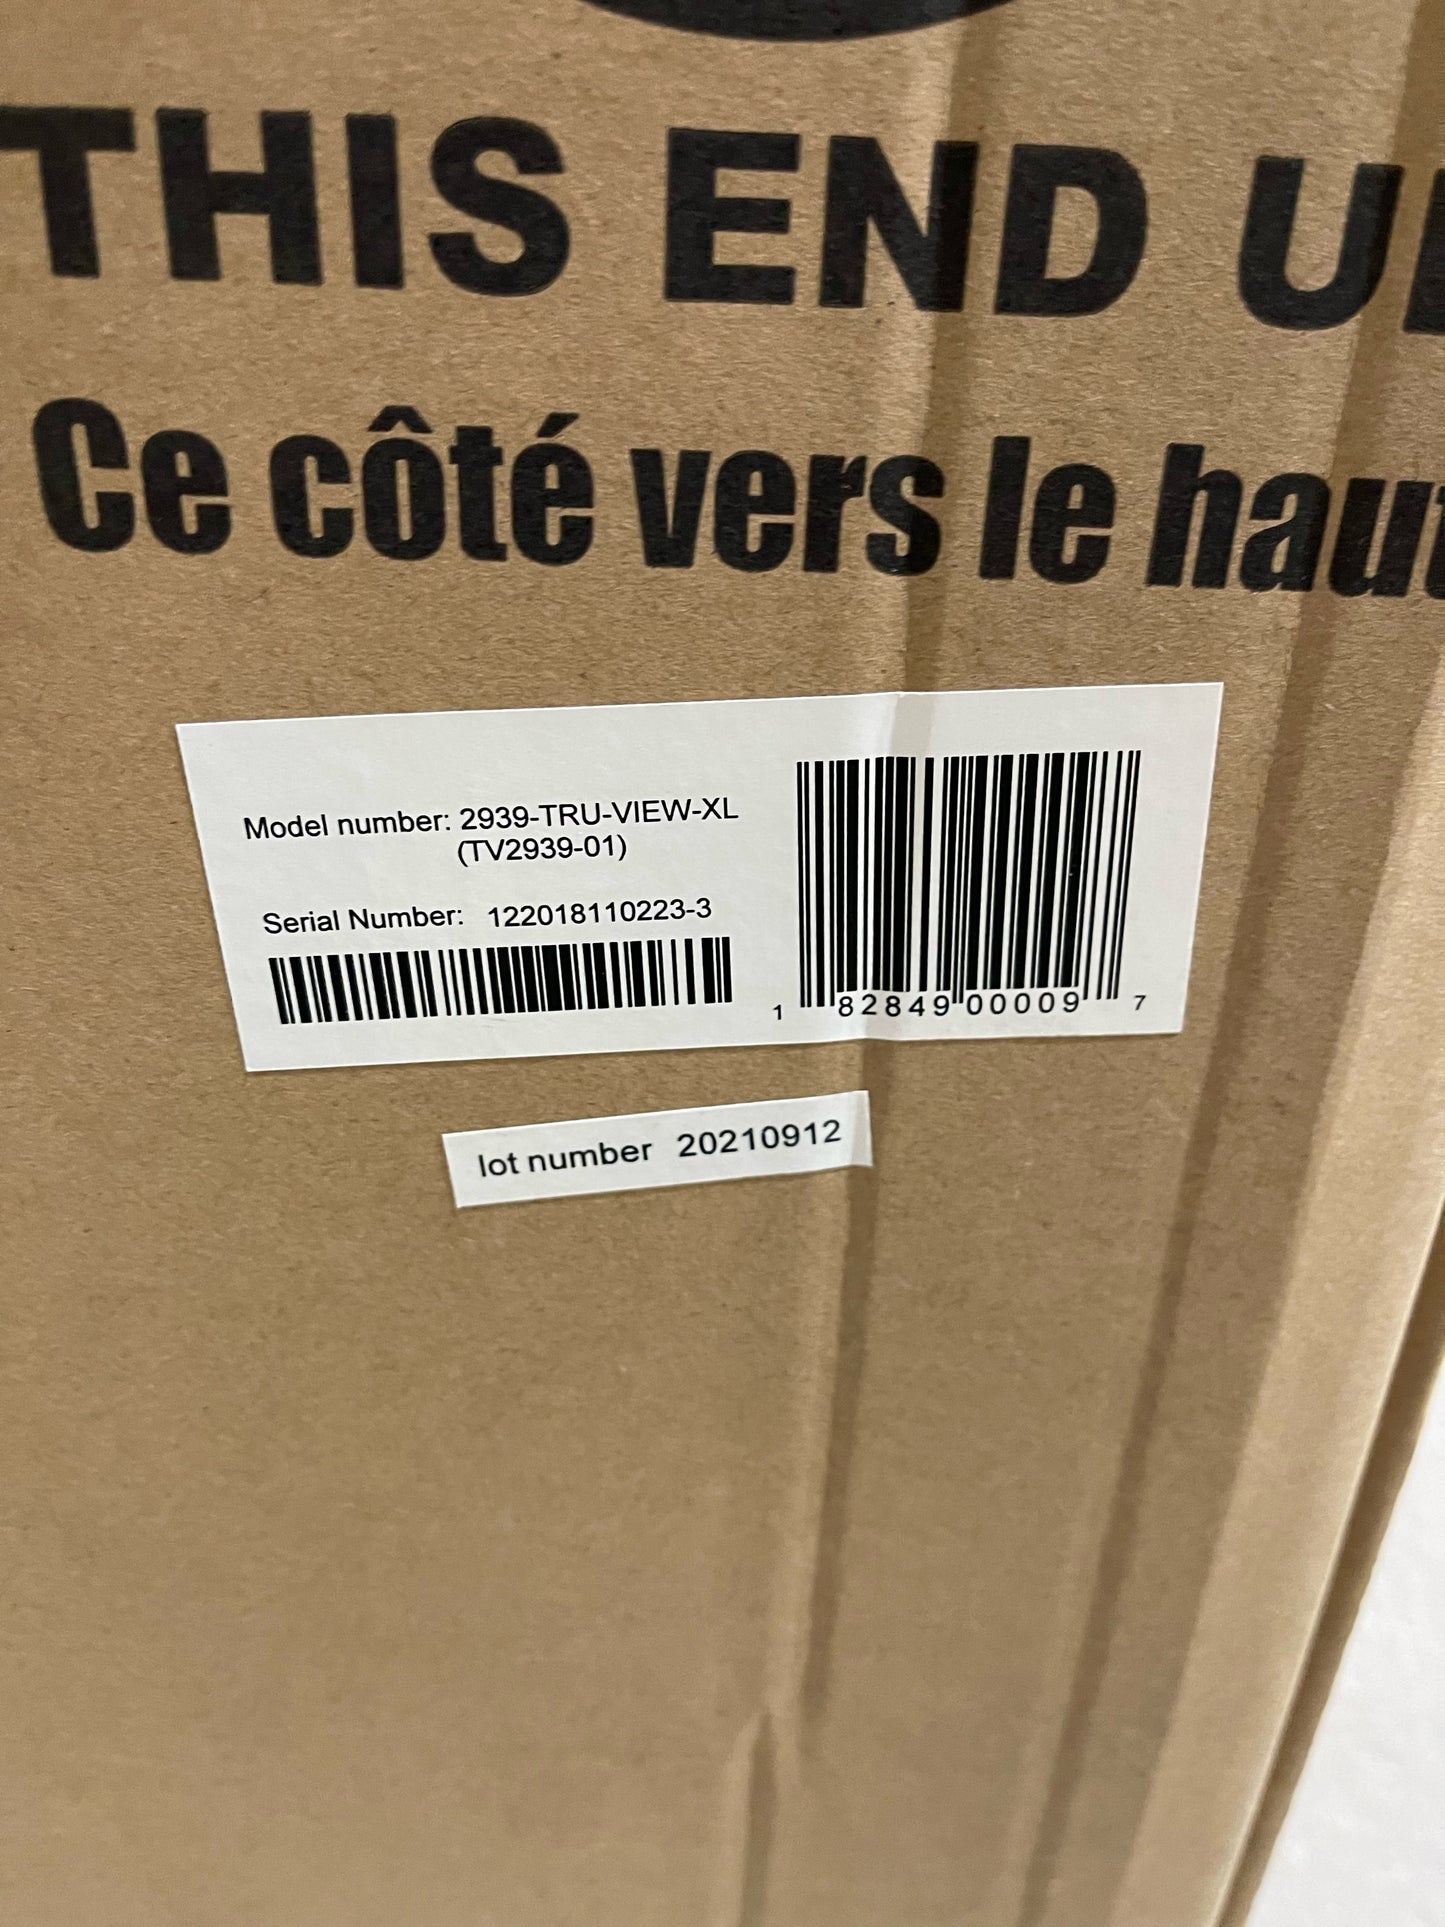 THIS END U
Ce côté vers le haut
Model number: 2939-TRU-VIEW-XL
(TV2939-01)
Serial Number: 122018110223-3
1 82849 00009 7
lot number 20210912